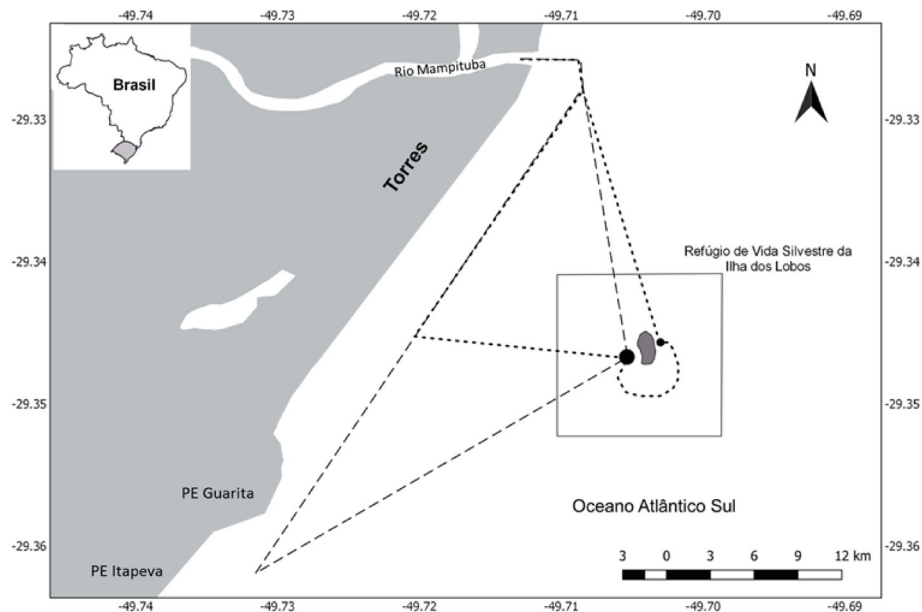 -49.74 -49.73 -49.72 -49.71 -49.70 -49.69
Brasil
Rio Mampituba
N
-29.33 -29.33
Torres
-29.34 -29.34
Refúgio de Vida Silvestre da
Ilha dos Lobos
-29.35 -29.35
PE Guarita
Oceano Atlântico Sul
-29.36 -29.36
PE Itapeva
3 0 3 6 9 12 km
-49.74 -49.73 -49.72 -49.71 -49.70 -49.69